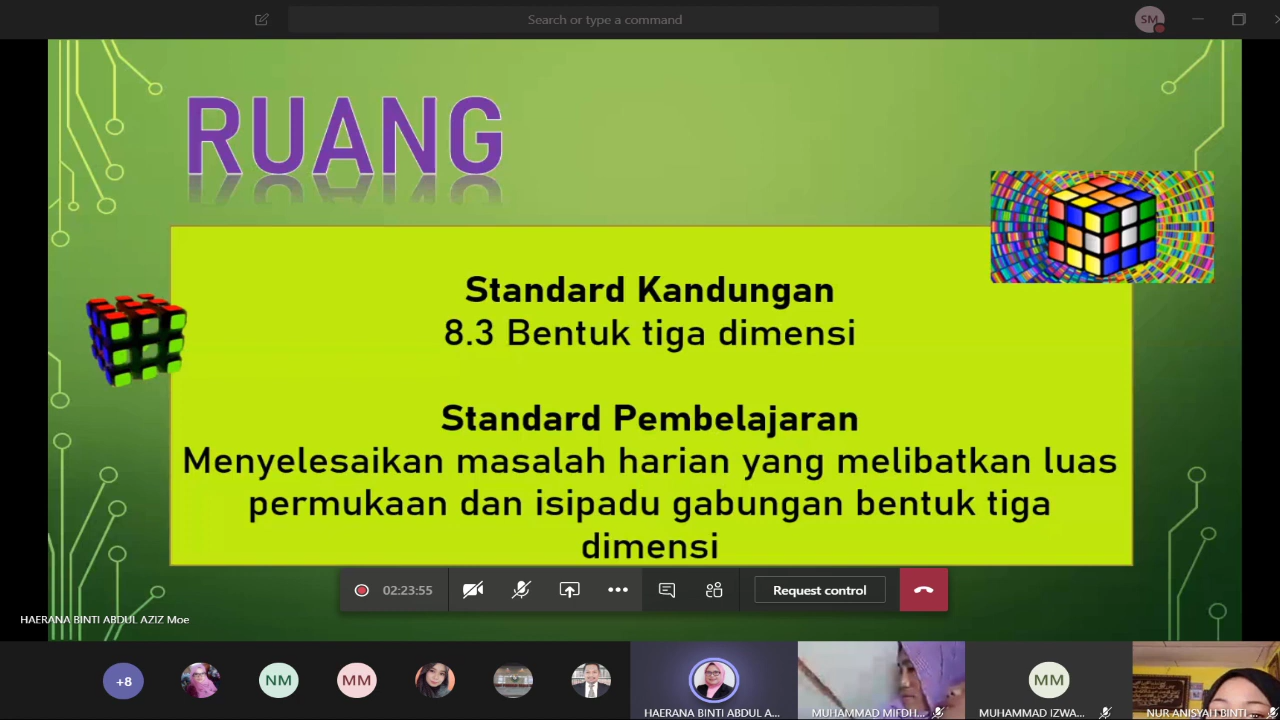 Search or type a command
SM
RUANG
Standard Kandungan
8.3 Bentuk tiga dimensi
Standard Pembelajaran
Menyelesaikan masalah harian yang melibatkan luas
permukaan dan isipadu gabungan bentuk tiga
dimensi
02:23:55
Request control
HAERANA BINTI ABDUL AZIZ Moe
+8
NM
MM
MM
HAERANA BINTI ABDUL A...
MUHAMMAD MIFDH...
MUHAMMAD IZWA...
NUR ANISYAH BINTI ...